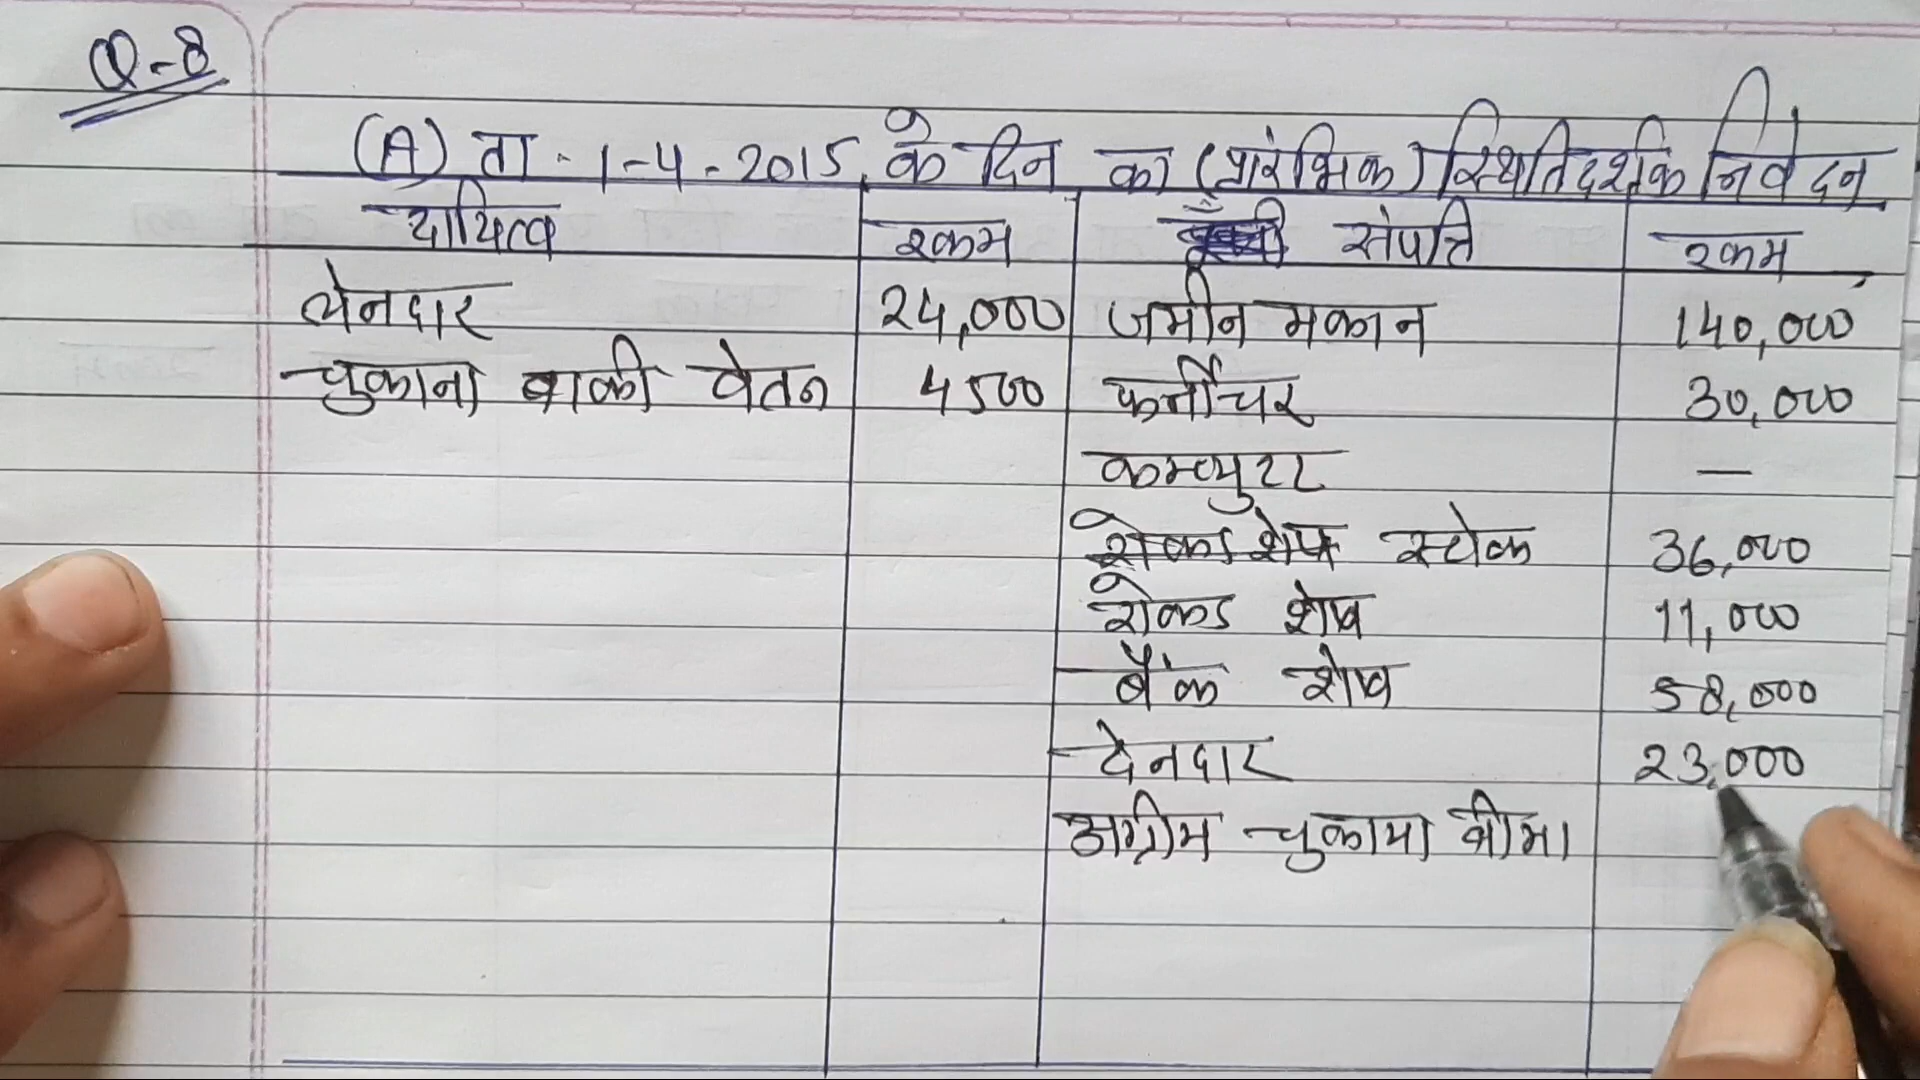 Q-8
(A) ता. 1-4-2015 के दिन का (प्रारंभिक) स्थितिदर्शक निवेदन
दायित्व रकम संपत्ति रकम
लेनदार 24,000 जमीन मकान 140,000
चुकाना बाकी वेतन 4500 फर्नीचर 30,000
कम्प्युटर —
रोकड शेष स्टोक 36,000
रोकड शेष 11,000
बैंक शेष 58,000
देनदार 23,000
अग्रीम चुकाया बीमा